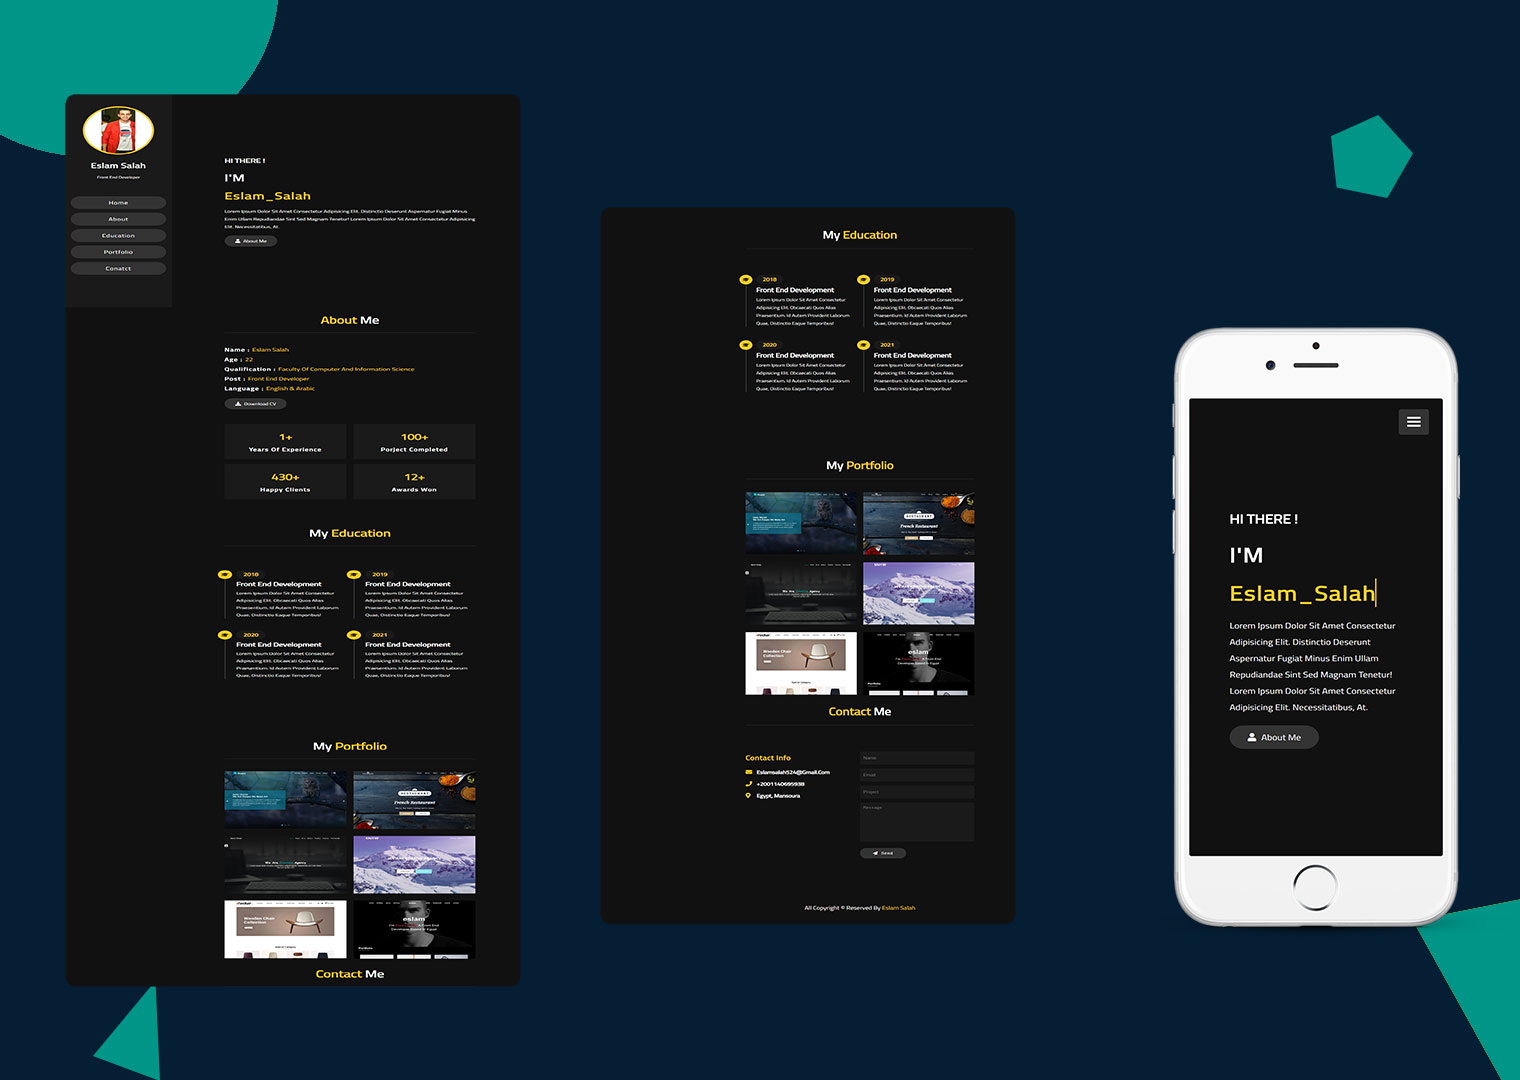 Eslam Salah
Front End Developer
Home
About
Education
Portfolio
Conatct
HI THERE !
I'M
Eslam_Salah
Lorem Ipsum Dolor Sit Amet Consectetur Adipisicing Elit. Distinctio Deserunt Aspernatur Fugiat Minus
Enim Ullam Repudiandae Sint Sed Magnam Tenetur! Lorem Ipsum Dolor Sit Amet Consectetur Adipisicing
Elit. Necessitatibus, At.
About Me
About Me
Name : Eslam Salah
Age : 22
Qualification : Faculty Of Computer And Information Science
Post : Front End Developer
Language : English & Arabic
Download CV
1+
Years Of Experience
100+
Porject Completed
430+
Happy Clients
12+
Awards Won
My Education
2018
Front End Development
Lorem Ipsum Dolor Sit Amet Consectetur
Adipisicing Elit. Obcaecati Quos Alias
Praesentium. Id Autem Provident Laborum
Quae, Distinctio Eaque Temporibus!
2019
Front End Development
Lorem Ipsum Dolor Sit Amet Consectetur
Adipisicing Elit. Obcaecati Quos Alias
Praesentium. Id Autem Provident Laborum
Quae, Distinctio Eaque Temporibus!
2020
Front End Development
Lorem Ipsum Dolor Sit Amet Consectetur
Adipisicing Elit. Obcaecati Quos Alias
Praesentium. Id Autem Provident Laborum
Quae, Distinctio Eaque Temporibus!
2021
Front End Development
Lorem Ipsum Dolor Sit Amet Consectetur
Adipisicing Elit. Obcaecati Quos Alias
Praesentium. Id Autem Provident Laborum
Quae, Distinctio Eaque Temporibus!
My Portfolio
RESTAURANT
French Restaurant
We Are Creative Agency
Wooden Chair
Collection
eslam
Portfolio
Contact Me
My Education
2018
Front End Development
Lorem Ipsum Dolor Sit Amet Consectetur
Adipisicing Elit. Obcaecati Quos Alias
Praesentium. Id Autem Provident Laborum
Quae, Distinctio Eaque Temporibus!
2019
Front End Development
Lorem Ipsum Dolor Sit Amet Consectetur
Adipisicing Elit. Obcaecati Quos Alias
Praesentium. Id Autem Provident Laborum
Quae, Distinctio Eaque Temporibus!
2020
Front End Development
Lorem Ipsum Dolor Sit Amet Consectetur
Adipisicing Elit. Obcaecati Quos Alias
Praesentium. Id Autem Provident Laborum
Quae, Distinctio Eaque Temporibus!
2021
Front End Development
Lorem Ipsum Dolor Sit Amet Consectetur
Adipisicing Elit. Obcaecati Quos Alias
Praesentium. Id Autem Provident Laborum
Quae, Distinctio Eaque Temporibus!
My Portfolio
RESTAURANT
French Restaurant
We Are Creative Agency
Wooden Chair
Collection
eslam
Portfolio
Contact Me
Contact Info
Eslamsalah524@Gmail.Com
+2001140695938
Egypt, Mansoura
Name
Email
Project
Message
Send
All Copyright © Reserved By Eslam Salah
HI THERE !
I'M
Eslam_Salah
Lorem Ipsum Dolor Sit Amet Consectetur
Adipisicing Elit. Distinctio Deserunt
Aspernatur Fugiat Minus Enim Ullam
Repudiandae Sint Sed Magnam Tenetur!
Lorem Ipsum Dolor Sit Amet Consectetur
Adipisicing Elit. Necessitatibus, At.
About Me